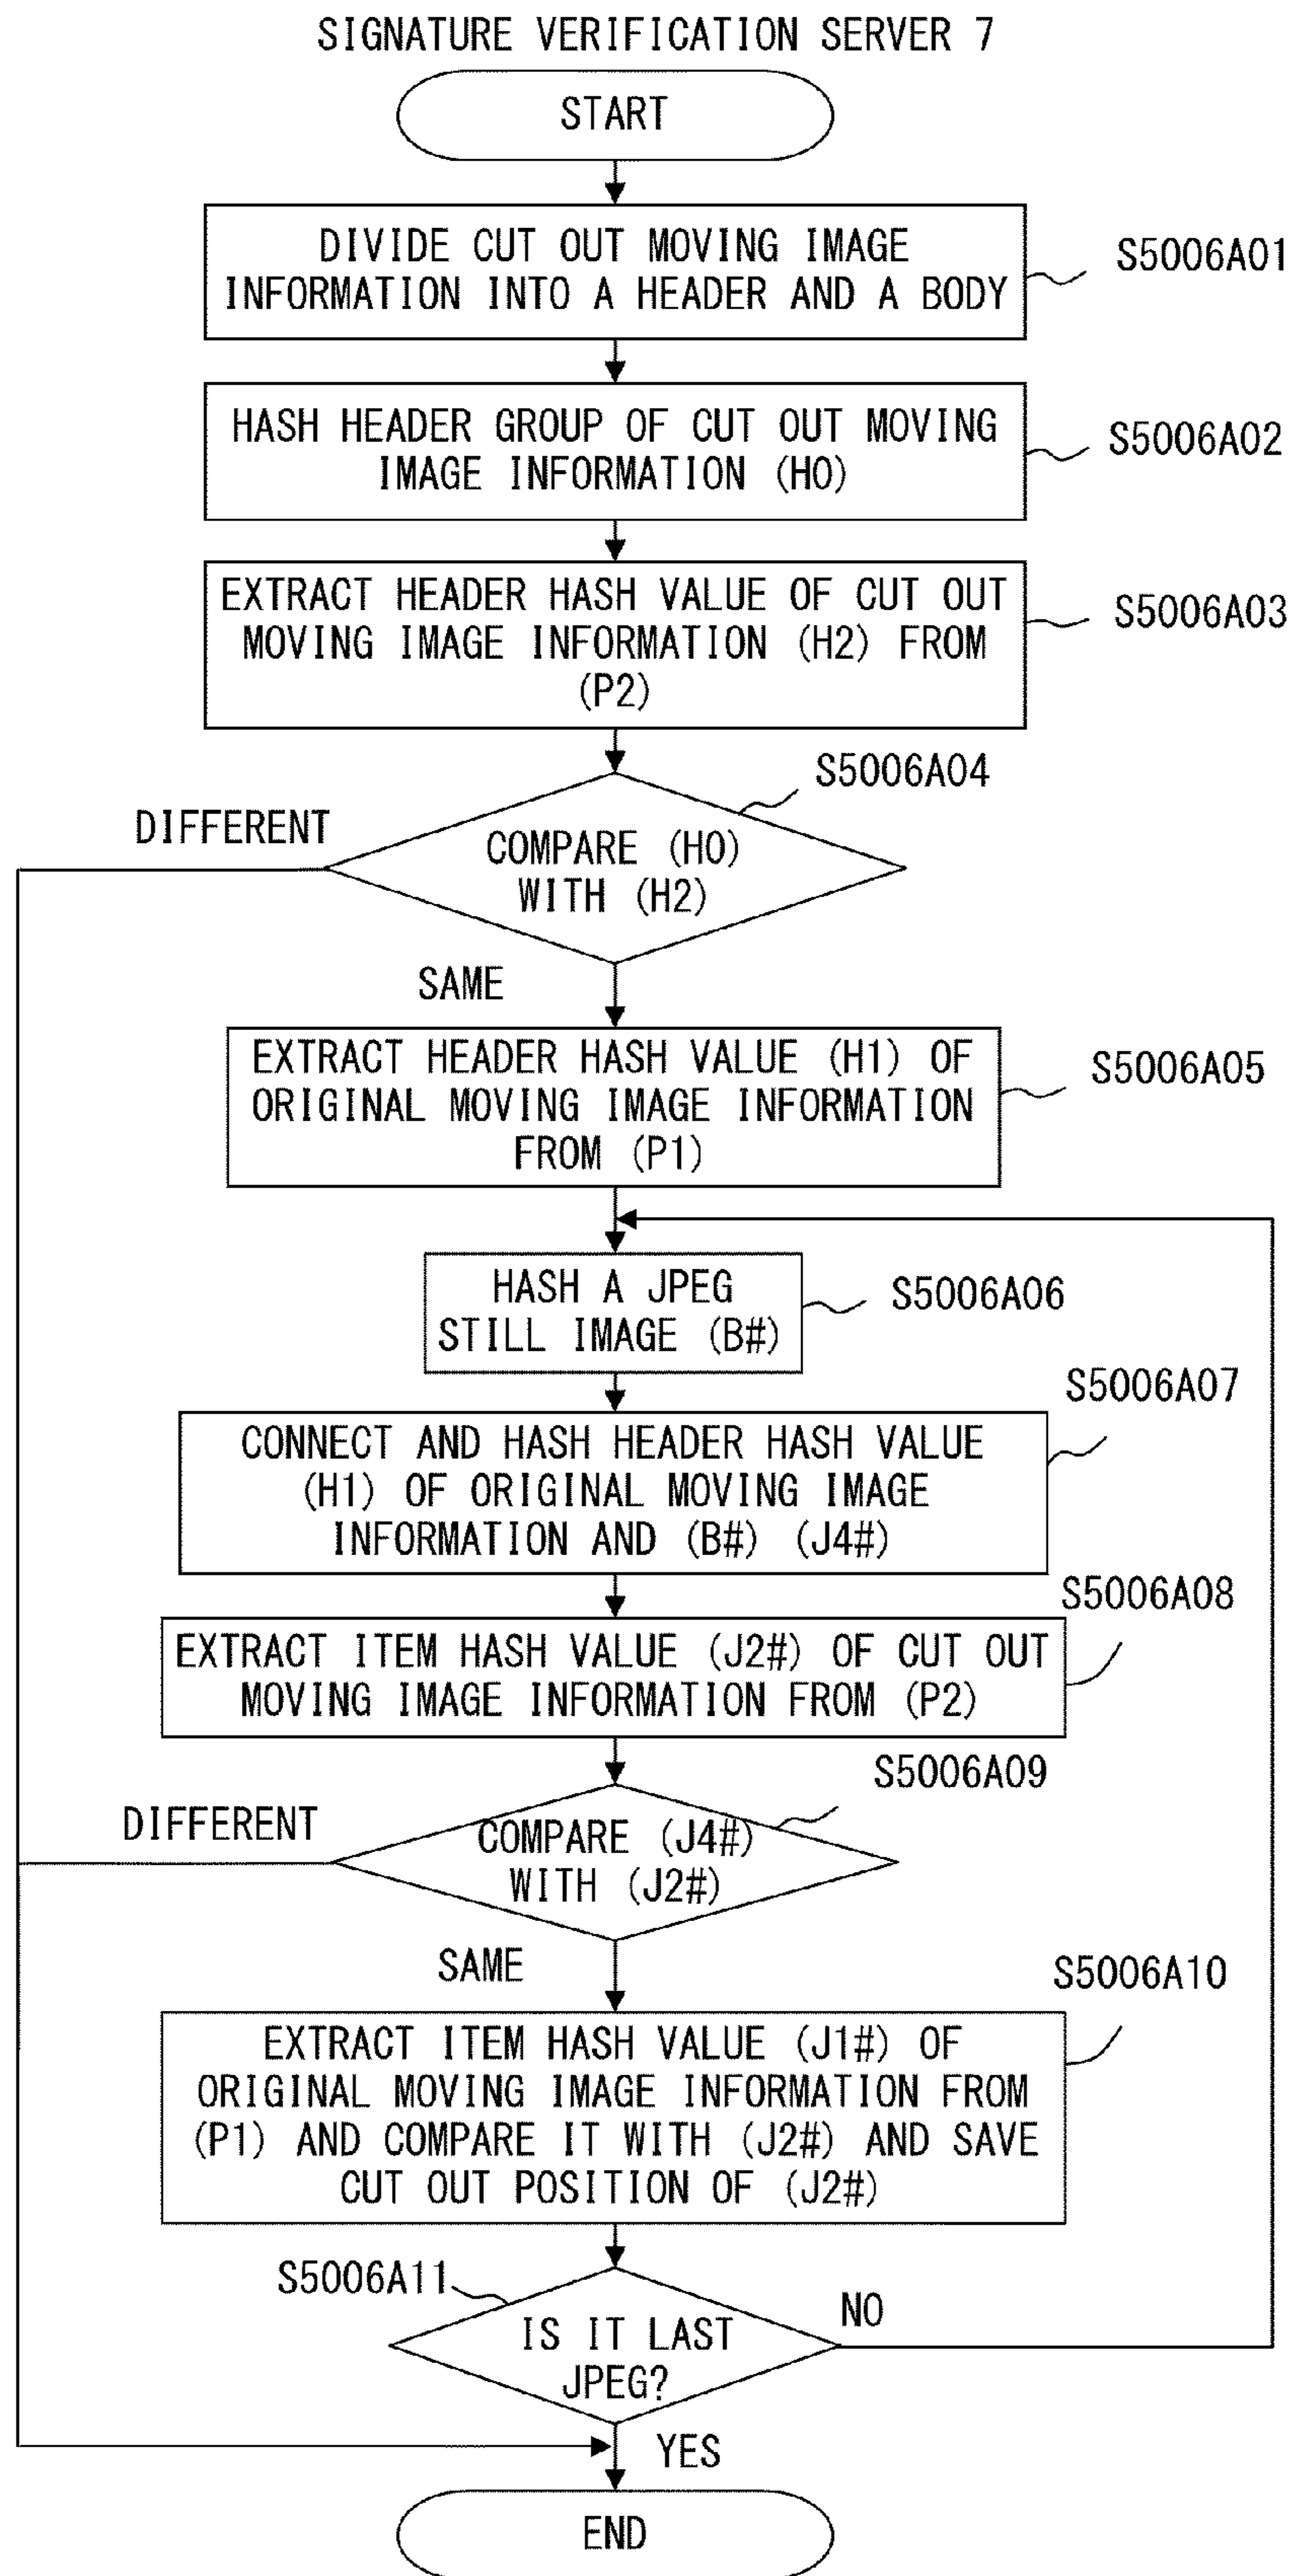 SIGNATURE VERIFICATION SERVER 7
START
DIVIDE CUT OUT MOVING IMAGE
INFORMATION INTO A HEADER AND A BODY
S5006A01
HASH HEADER GROUP OF CUT OUT MOVING
IMAGE INFORMATION (H0)
S5006A02
EXTRACT HEADER HASH VALUE OF CUT OUT
MOVING IMAGE INFORMATION (H2) FROM
(P2)
S5006A03
S5006A04
DIFFERENT
COMPARE (H0)
WITH (H2)
SAME
EXTRACT HEADER HASH VALUE (H1) OF
ORIGINAL MOVING IMAGE INFORMATION
FROM (P1)
S5006A05
HASH A JPEG
STILL IMAGE (B#)
S5006A06
S5006A07
CONNECT AND HASH HEADER HASH VALUE
(H1) OF ORIGINAL MOVING IMAGE
INFORMATION AND (B#) (J4#)
S5006A08
EXTRACT ITEM HASH VALUE (J2#) OF CUT OUT
MOVING IMAGE INFORMATION FROM (P2)
S5006A09
DIFFERENT
COMPARE (J4#)
WITH (J2#)
SAME
S5006A10
EXTRACT ITEM HASH VALUE (J1#) OF
ORIGINAL MOVING IMAGE INFORMATION FROM
(P1) AND COMPARE IT WITH (J2#) AND SAVE
CUT OUT POSITION OF (J2#)
S5006A11
NO
IS IT LAST
JPEG?
YES
END